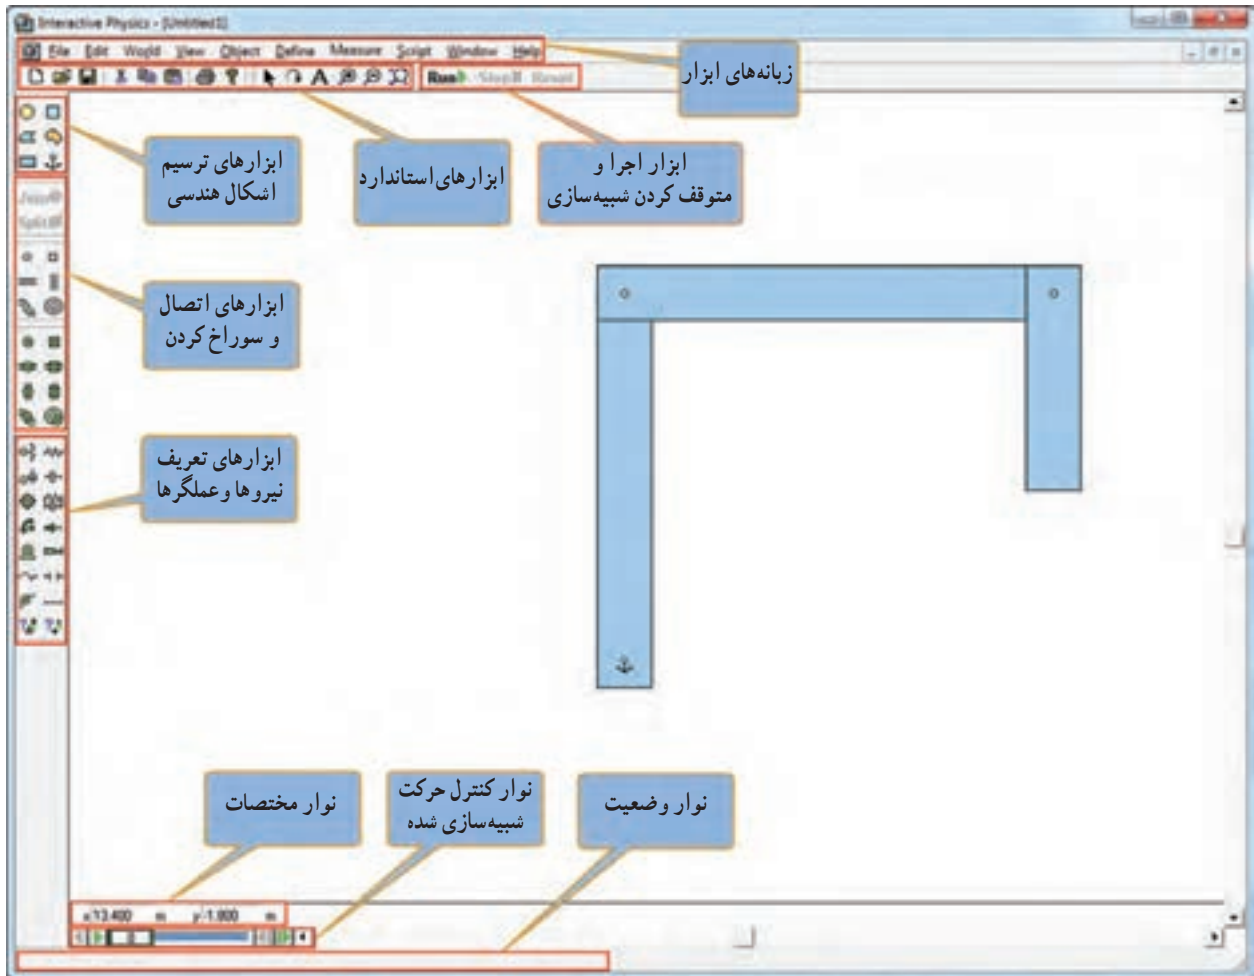 Interactive Physics - [Untitled1]
File Edit World View Object Define Measure Script Window Help
Run Stop Reset
زبانه‌های ابزار
ابزارهای ترسیم
اشکال هندسی
ابزارهای استاندارد
ابزار اجرا و
متوقف کردن شبیه‌سازی
Join
Split
ابزارهای اتصال
و سوراخ کردن
ابزارهای تعریف
نیروها و عملگرها
نوار مختصات
نوار کنترل حرکت
شبیه‌سازی شده
نوار وضعیت
x 13.400 m y -1.800 m